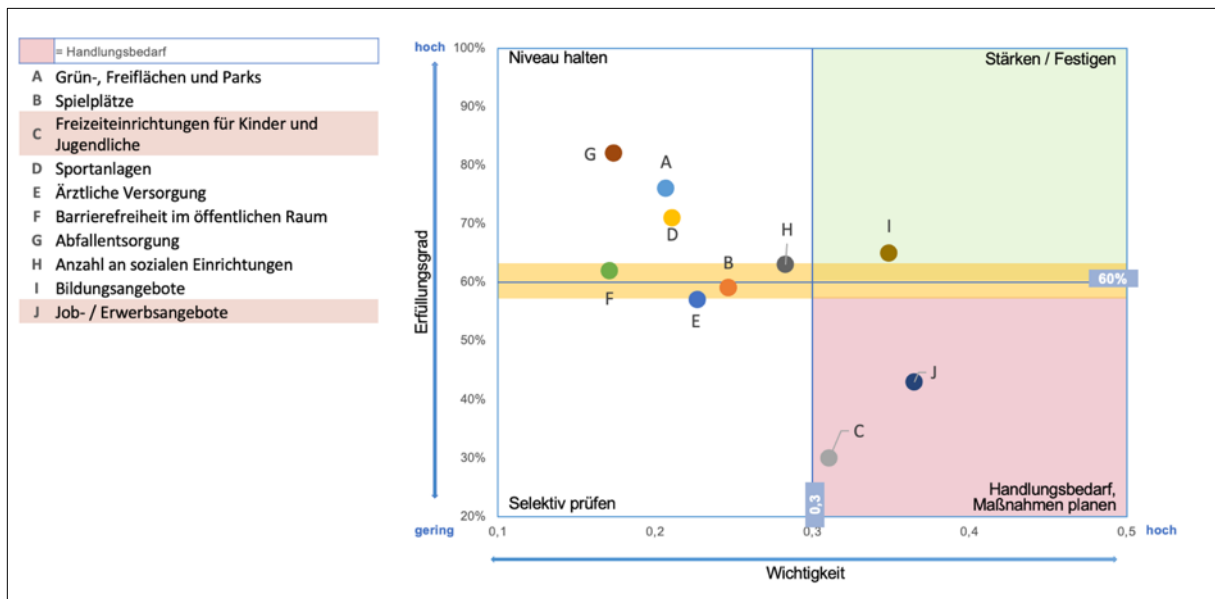 = Handlungsbedarf
A Grün-, Freiflächen und Parks
B Spielplätze
C Freizeiteinrichtungen für Kinder und
Jugendliche
D Sportanlagen
E Ärztliche Versorgung
F Barrierefreiheit im öffentlichen Raum
G Abfallentsorgung
H Anzahl an sozialen Einrichtungen
I Bildungsangebote
J Job- / Erwerbsangebote
hoch
Erfüllungsgrad
gering
100%
90%
80%
70%
60%
50%
40%
30%
20%
Niveau halten
Stärken / Festigen
G
A
D
H
I
B
F
E
60%
J
C
Selektiv prüfen
0,3
Handlungsbedarf,
Maßnahmen planen
0,1
0,2
0,3
0,4
0,5
hoch
Wichtigkeit